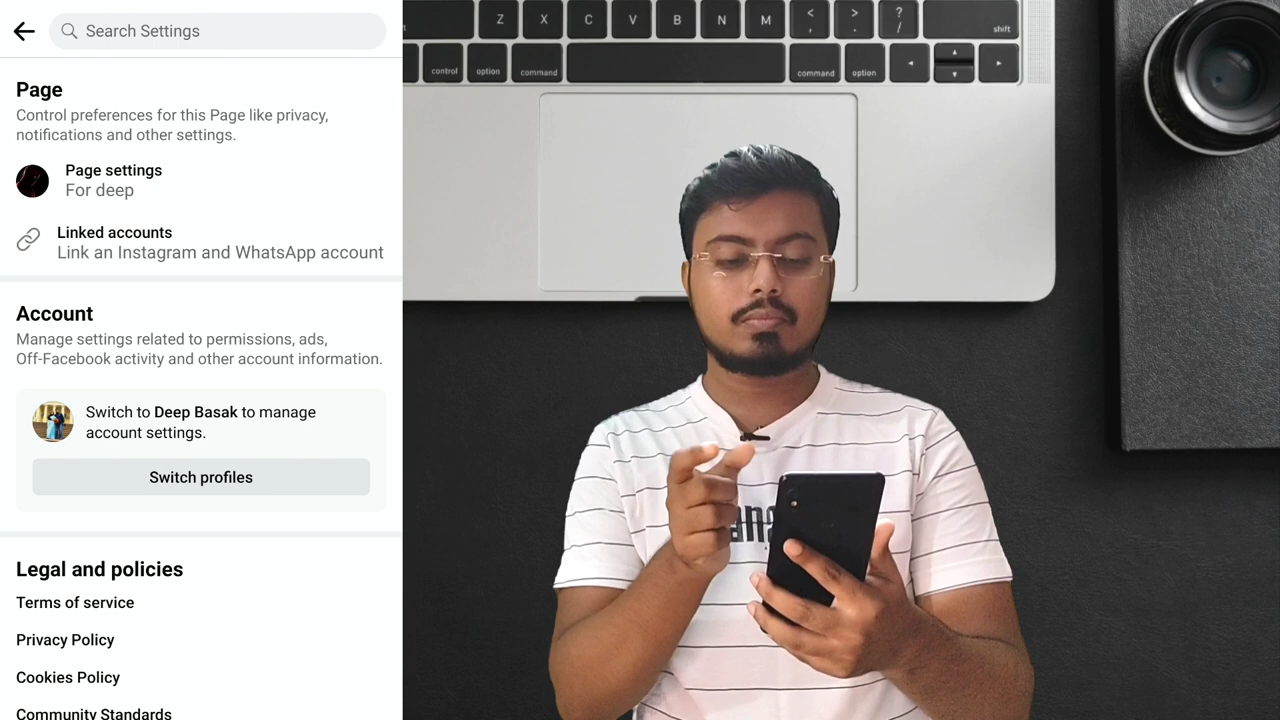 Search Settings
Page
Control preferences for this Page like privacy,
notifications and other settings.
Page settings
For deep
Linked accounts
Link an Instagram and WhatsApp account
Account
Manage settings related to permissions, ads,
Off-Facebook activity and other account information.
Switch to Deep Basak to manage
account settings.
Switch profiles
Legal and policies
Terms of service
Privacy Policy
Cookies Policy
Community Standards
Z X C V B N M < , > . ? / shift
control option command command option